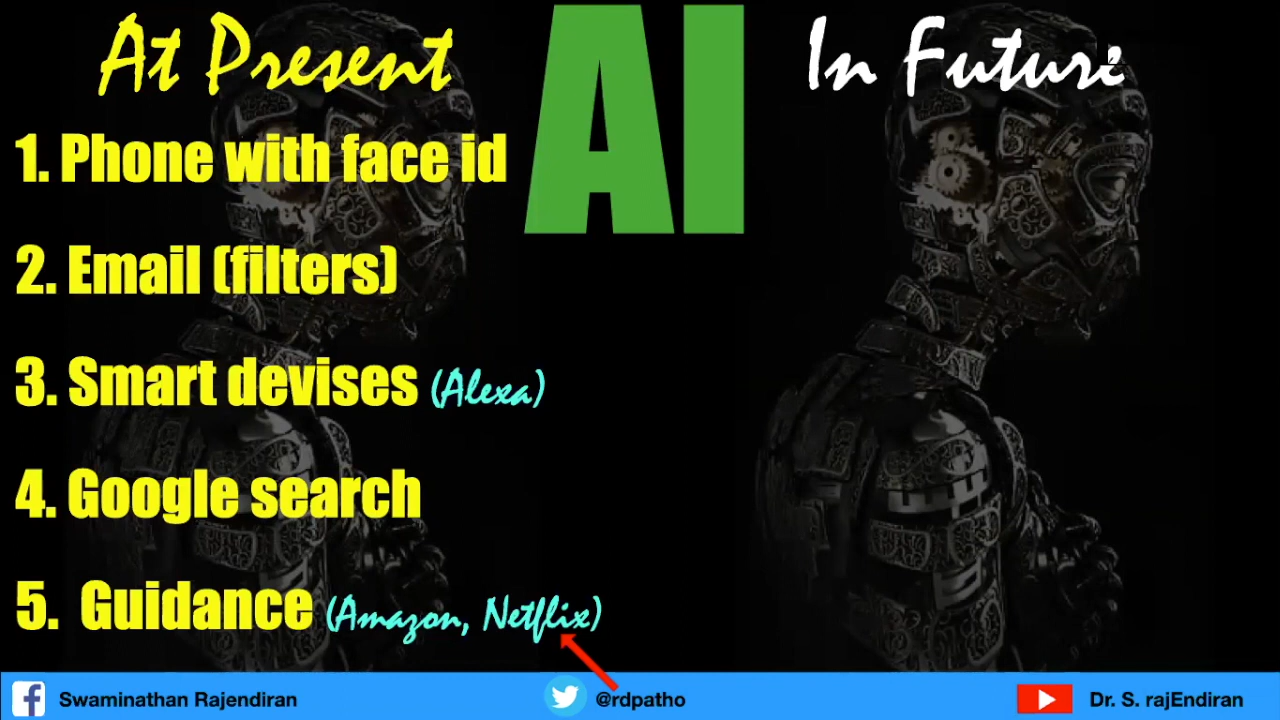 At Present
AI
In Future
1. Phone with face id
2. Email (filters)
3. Smart devises (Alexa)
4. Google search
5. Guidance (Amazon, Netflix)
Swaminathan Rajendiran
@rdpatho
Dr. S. rajEndiran